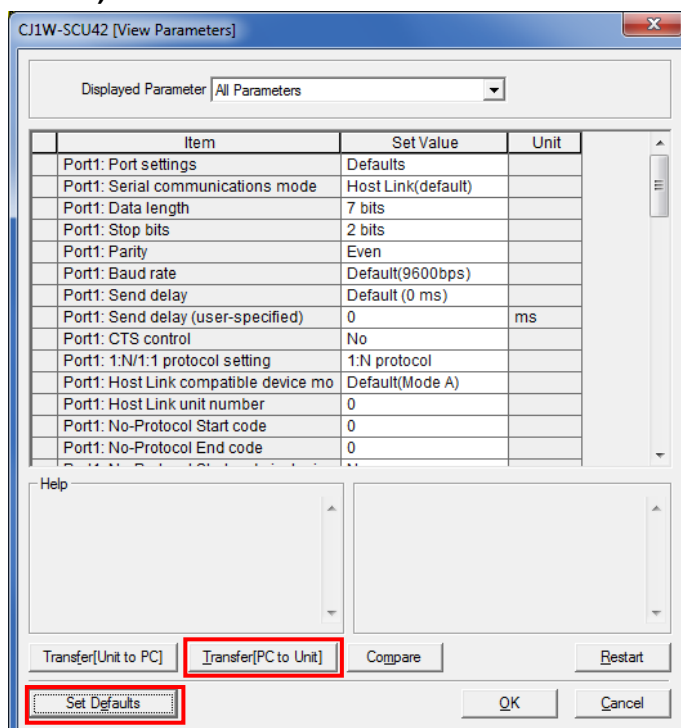 CJ1W-SCU42 [View Parameters]
Displayed Parameter All Parameters
Item Set Value Unit
Port1: Port settings Defaults
Port1: Serial communications mode Host Link(default)
Port1: Data length 7 bits
Port1: Stop bits 2 bits
Port1: Parity Even
Port1: Baud rate Default(9600bps)
Port1: Send delay Default (0 ms)
Port1: Send delay (user-specified) 0 ms
Port1: CTS control No
Port1: 1:N/1:1 protocol setting 1:N protocol
Port1: Host Link compatible device mo Default(Mode A)
Port1: Host Link unit number 0
Port1: No-Protocol Start code 0
Port1: No-Protocol End code 0
Help
Transfer[Unit to PC] Transfer[PC to Unit] Compare Restart
Set Defaults OK Cancel